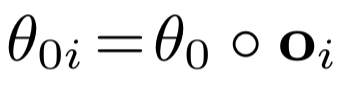 θ₀ᵢ = θ₀ ∘ 𝐨ᵢ